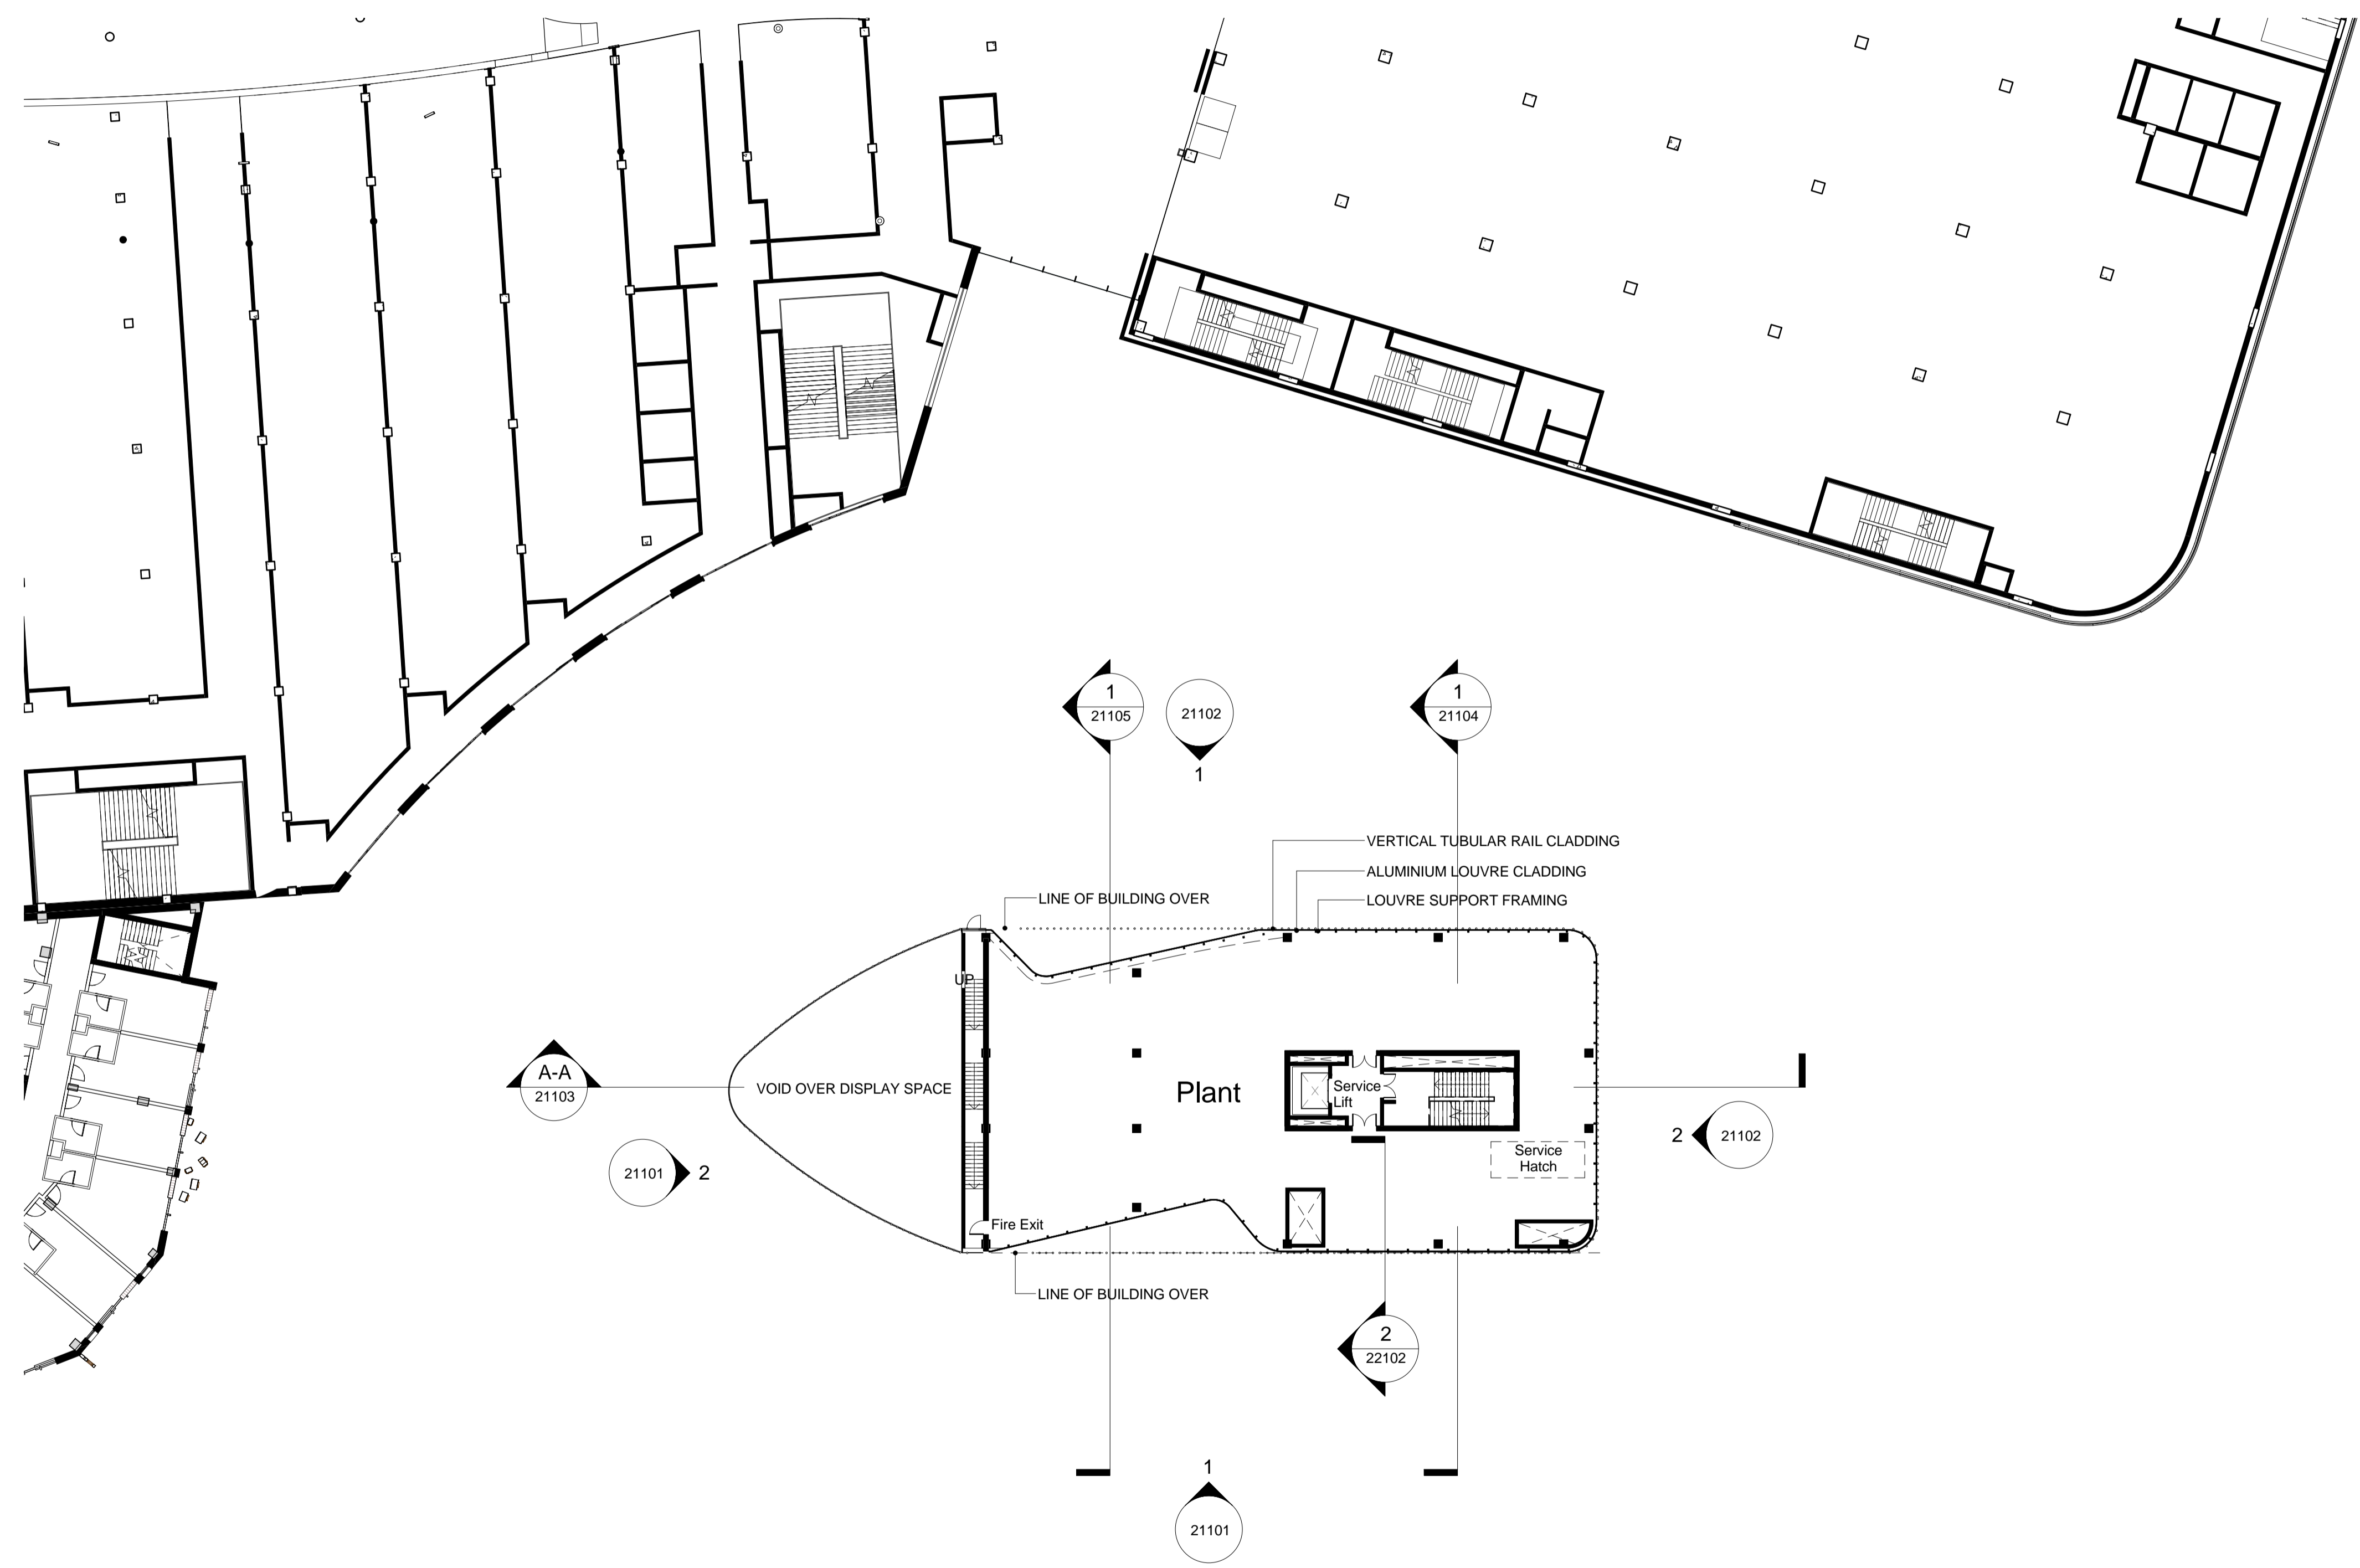 1
21105
21102
1
1
21104
VERTICAL TUBULAR RAIL CLADDING
ALUMINIUM LOUVRE CLADDING
LOUVRE SUPPORT FRAMING
LINE OF BUILDING OVER
UP
A-A
21103
VOID OVER DISPLAY SPACE
Plant
Service
Lift
2
21102
21101
2
Service
Hatch
Fire Exit
LINE OF BUILDING OVER
2
22102
1
21101